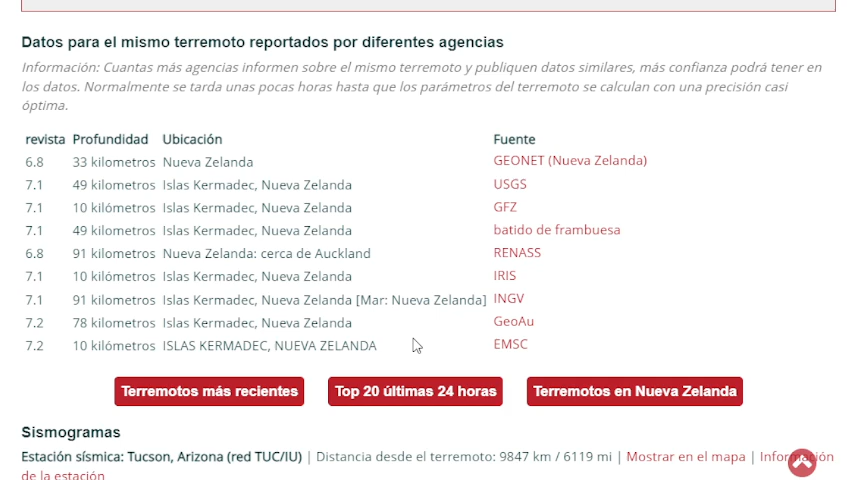 Datos para el mismo terremoto reportados por diferentes agencias
Información: Cuantas más agencias informen sobre el mismo terremoto y publiquen datos similares, más confianza podrá tener en
los datos. Normalmente se tarda unas pocas horas hasta que los parámetros del terremoto se calculan con una precisión casi
óptima.
revista Profundidad Ubicación Fuente
6.8 33 kilometros Nueva Zelanda GEONET (Nueva Zelanda)
7.1 49 kilometros Islas Kermadec, Nueva Zelanda USGS
7.1 10 kilómetros Islas Kermadec, Nueva Zelanda GFZ
7.1 49 kilometros Islas Kermadec, Nueva Zelanda batido de frambuesa
6.8 91 kilometros Nueva Zelanda: cerca de Auckland RENASS
7.1 10 kilómetros Islas Kermadec, Nueva Zelanda IRIS
7.1 91 kilometros Islas Kermadec, Nueva Zelanda [Mar: Nueva Zelanda] INGV
7.2 78 kilometros Islas Kermadec, Nueva Zelanda GeoAu
7.2 10 kilómetros ISLAS KERMADEC, NUEVA ZELANDA EMSC
Terremotos más recientes Top 20 últimas 24 horas Terremotos en Nueva Zelanda
Sismogramas
Estación sísmica: Tucson, Arizona (red TUC/IU) | Distancia desde el terremoto: 9847 km / 6119 mi | Mostrar en el mapa | Información
de la estación